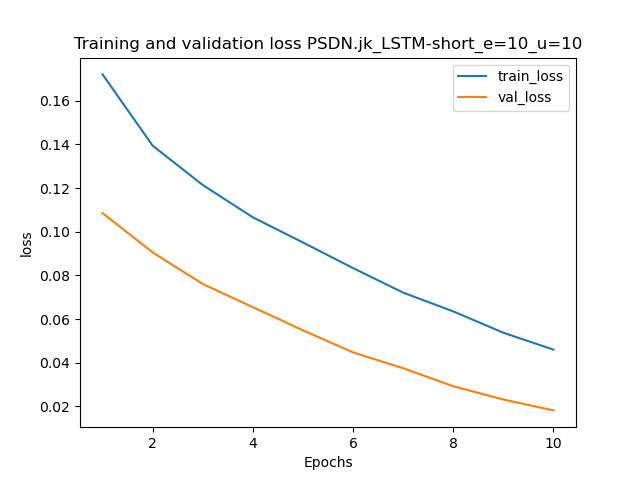 Training and validation loss PSDN.jk_LSTM-short_e=10_u=10
train_loss
val_loss
0.16
0.14
0.12
0.10
0.08
0.06
0.04
0.02
loss
2
4
6
8
10
Epochs